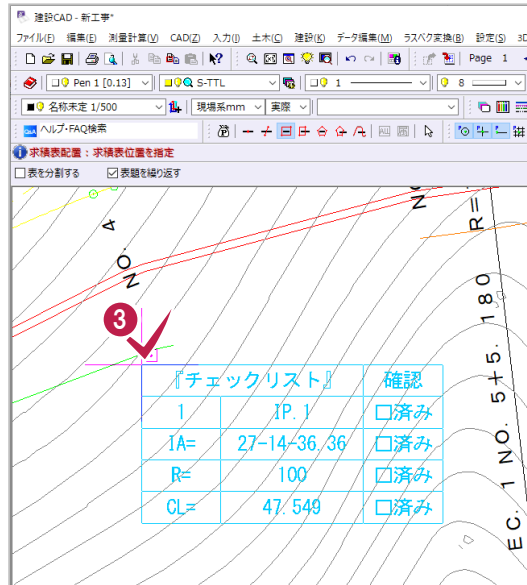 建設CAD - 新工事*
ファイル(F) 編集(E) 測量計算(V) CAD(Z) 入力(I) 土木(C) 建設(K) データ編集(M) ラスベク変換(B) 設定(S) 3D
Page 1
Pen 1 [0.13] S-TTL 1 8
名称未定 1/500 現場系mm 実際
Q&A ヘルプ・FAQ検索
求積表配置：求積表位置を指定
表を分割する 表題を繰り返す
NO. 4
NO
R=
EC. 1 NO. 5+5. 180
3
『チェックリスト』 確認
1 IP. 1 口済み
IA= 27-14-36.36 口済み
R= 100 口済み
CL= 47.549 口済み